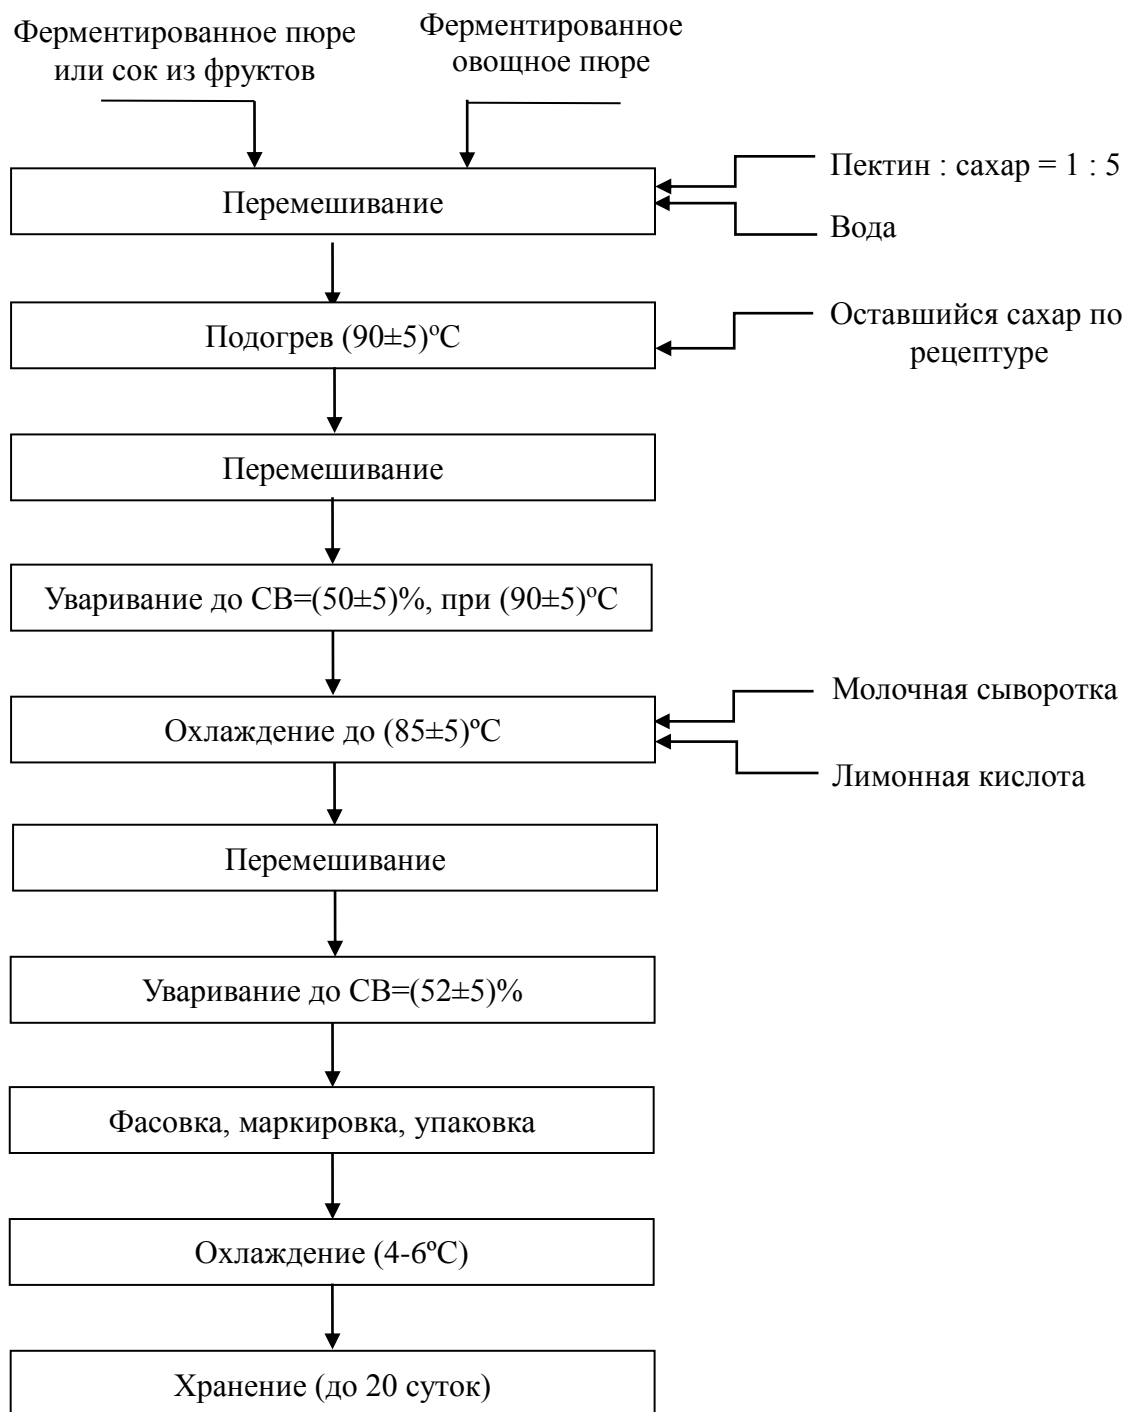 Ферментированное пюре
или сок из фруктов
Ферментированное
овощное пюре
Пектин : сахар = 1 : 5
Перемешивание
Вода
Оставшийся сахар по
рецептуре
Подогрев (90±5)ºС
Перемешивание
Уваривание до СВ=(50±5)%, при (90±5)ºС
Молочная сыворотка
Охлаждение до (85±5)ºС
Лимонная кислота
Перемешивание
Уваривание до СВ=(52±5)%
Фасовка, маркировка, упаковка
Охлаждение (4-6ºС)
Хранение (до 20 суток)